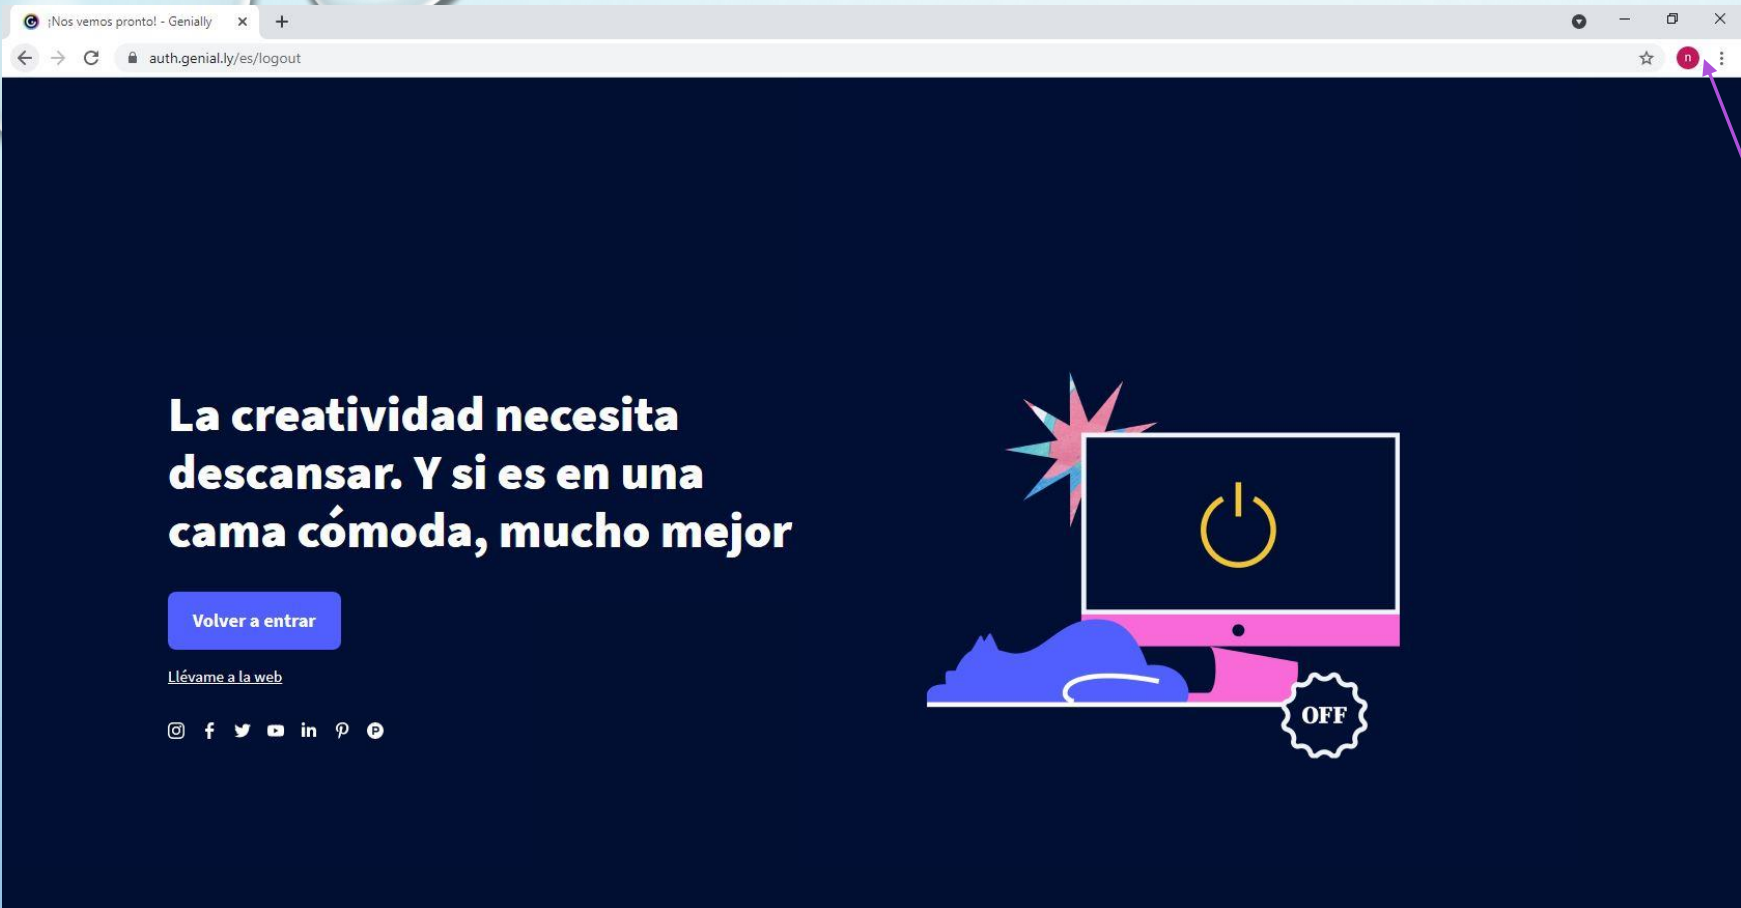 ¡Nos vemos pronto! - Genially
auth.genial.ly/es/logout
n
La creatividad necesita
descansar. Y si es en una
cama cómoda, mucho mejor
Volver a entrar
Llévame a la web
OFF